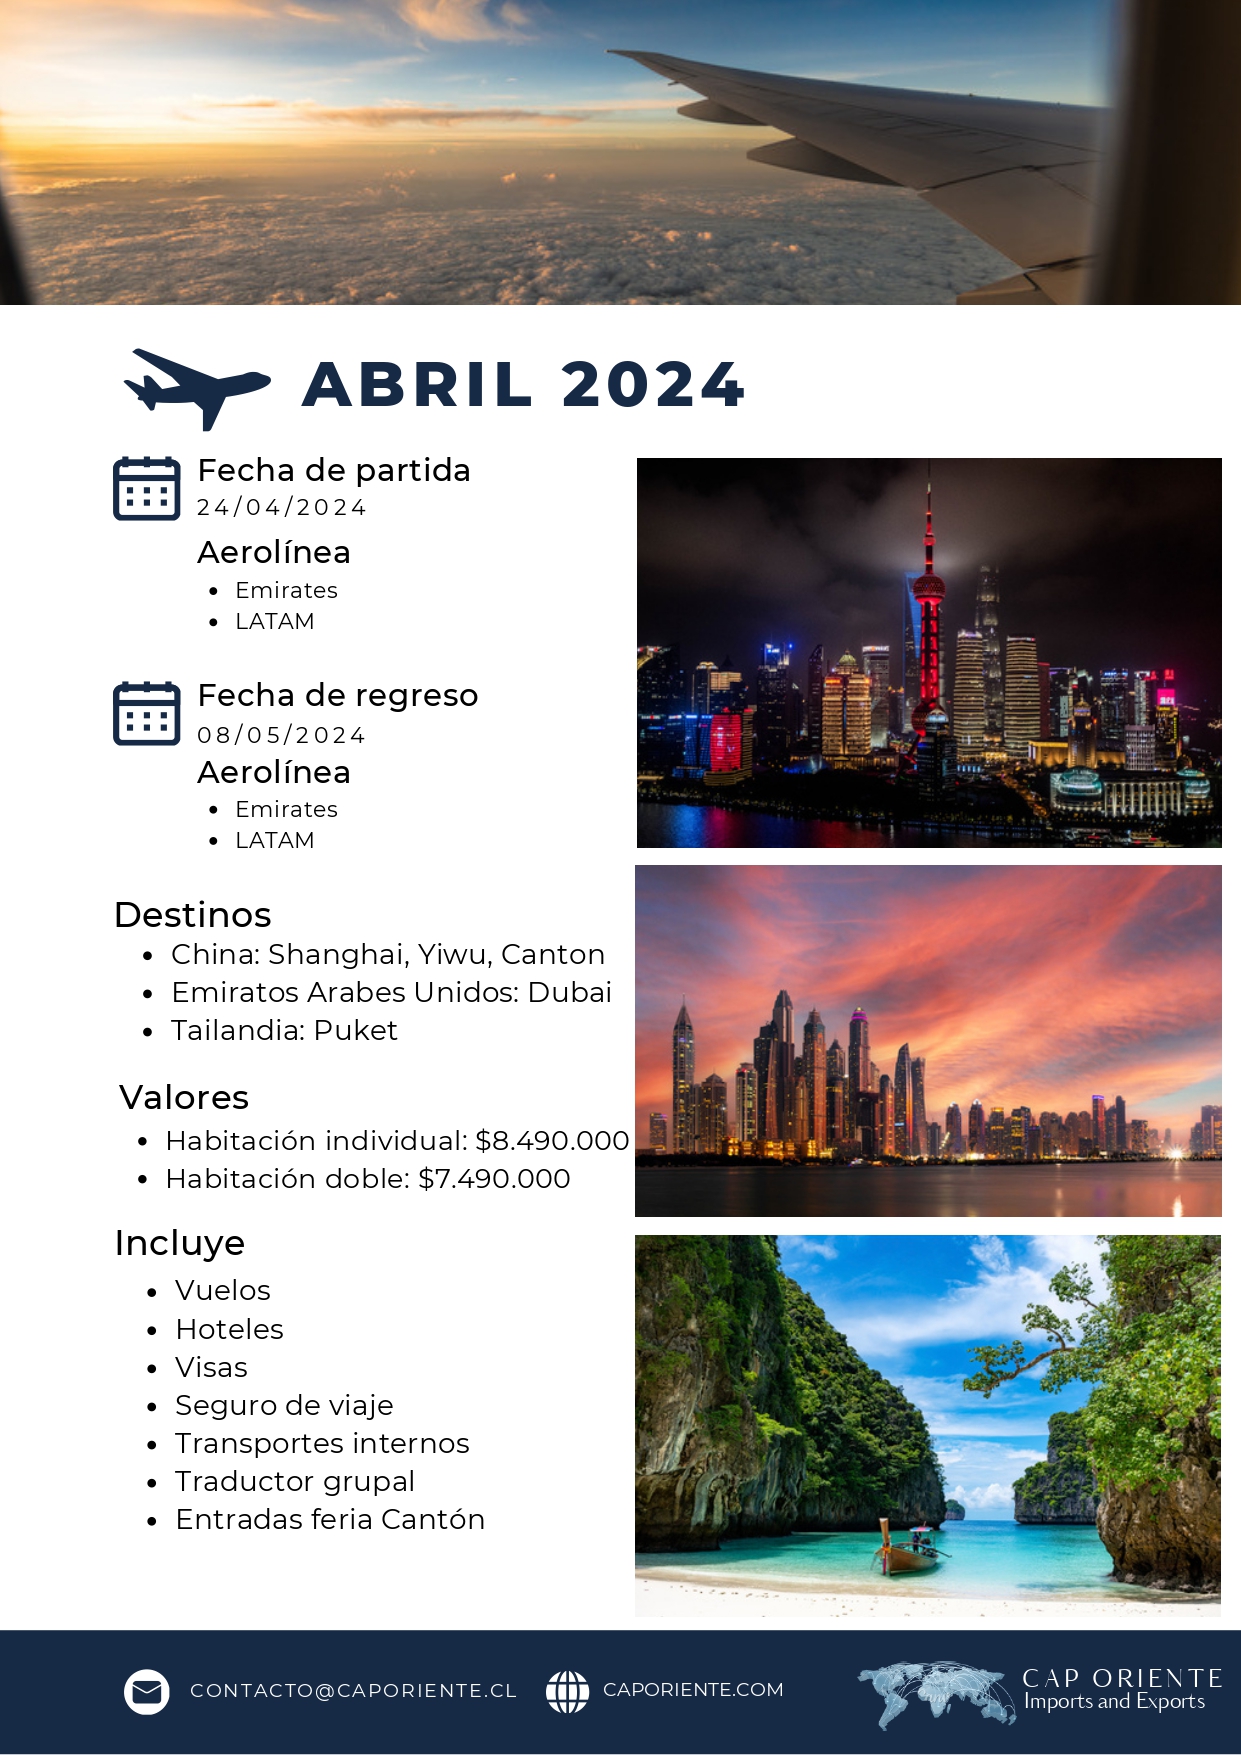 ABRIL 2024
Fecha de partida
24/04/2024
Aerolínea
Emirates
LATAM
Fecha de regreso
08/05/2024
Aerolínea
Emirates
LATAM
Destinos
China: Shanghai, Yiwu, Canton
Emiratos Arabes Unidos: Dubai
Tailandia: Puket
Valores
Habitación individual: $8.490.000
Habitación doble: $7.490.000
Incluye
Vuelos
Hoteles
Visas
Seguro de viaje
Transportes internos
Traductor grupal
Entradas feria Cantón
CONTACTO@CAPORIENTE.CL
CAPORIENTE.COM
CAP ORIENTE
Imports and Exports